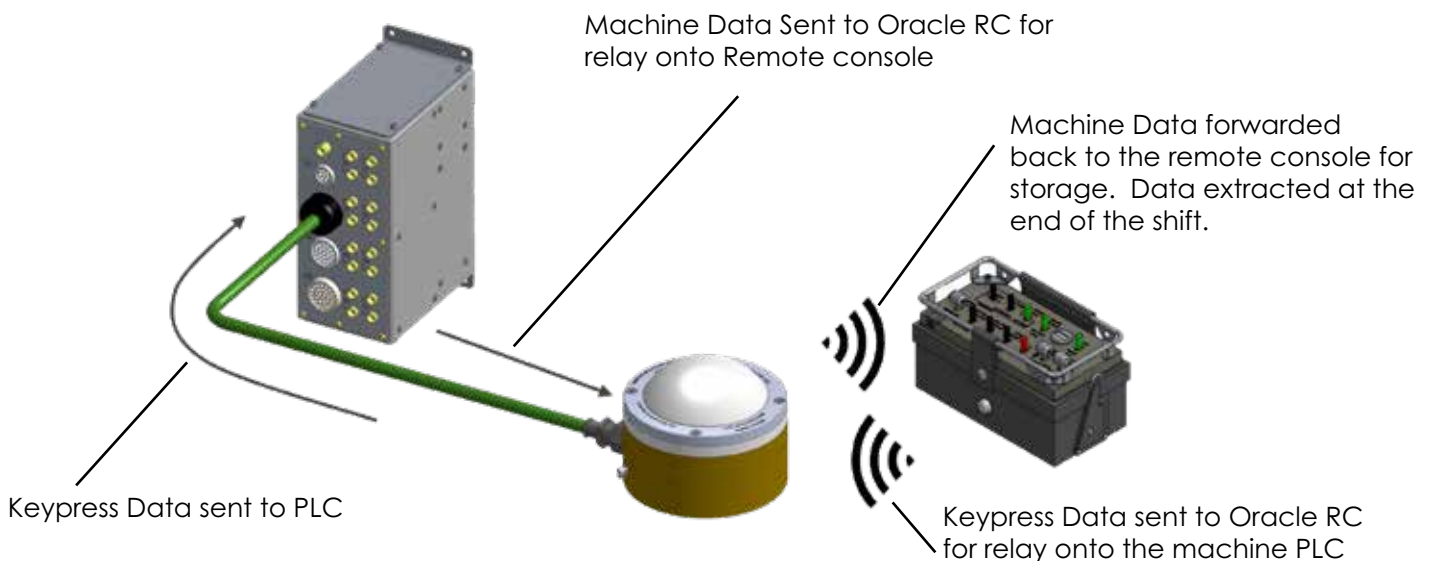 Machine Data Sent to Oracle RC for
relay onto Remote console
Machine Data forwarded
back to the remote console for
storage.  Data extracted at the
end of the shift.
Keypress Data sent to PLC
Keypress Data sent to Oracle RC
for relay onto the machine PLC